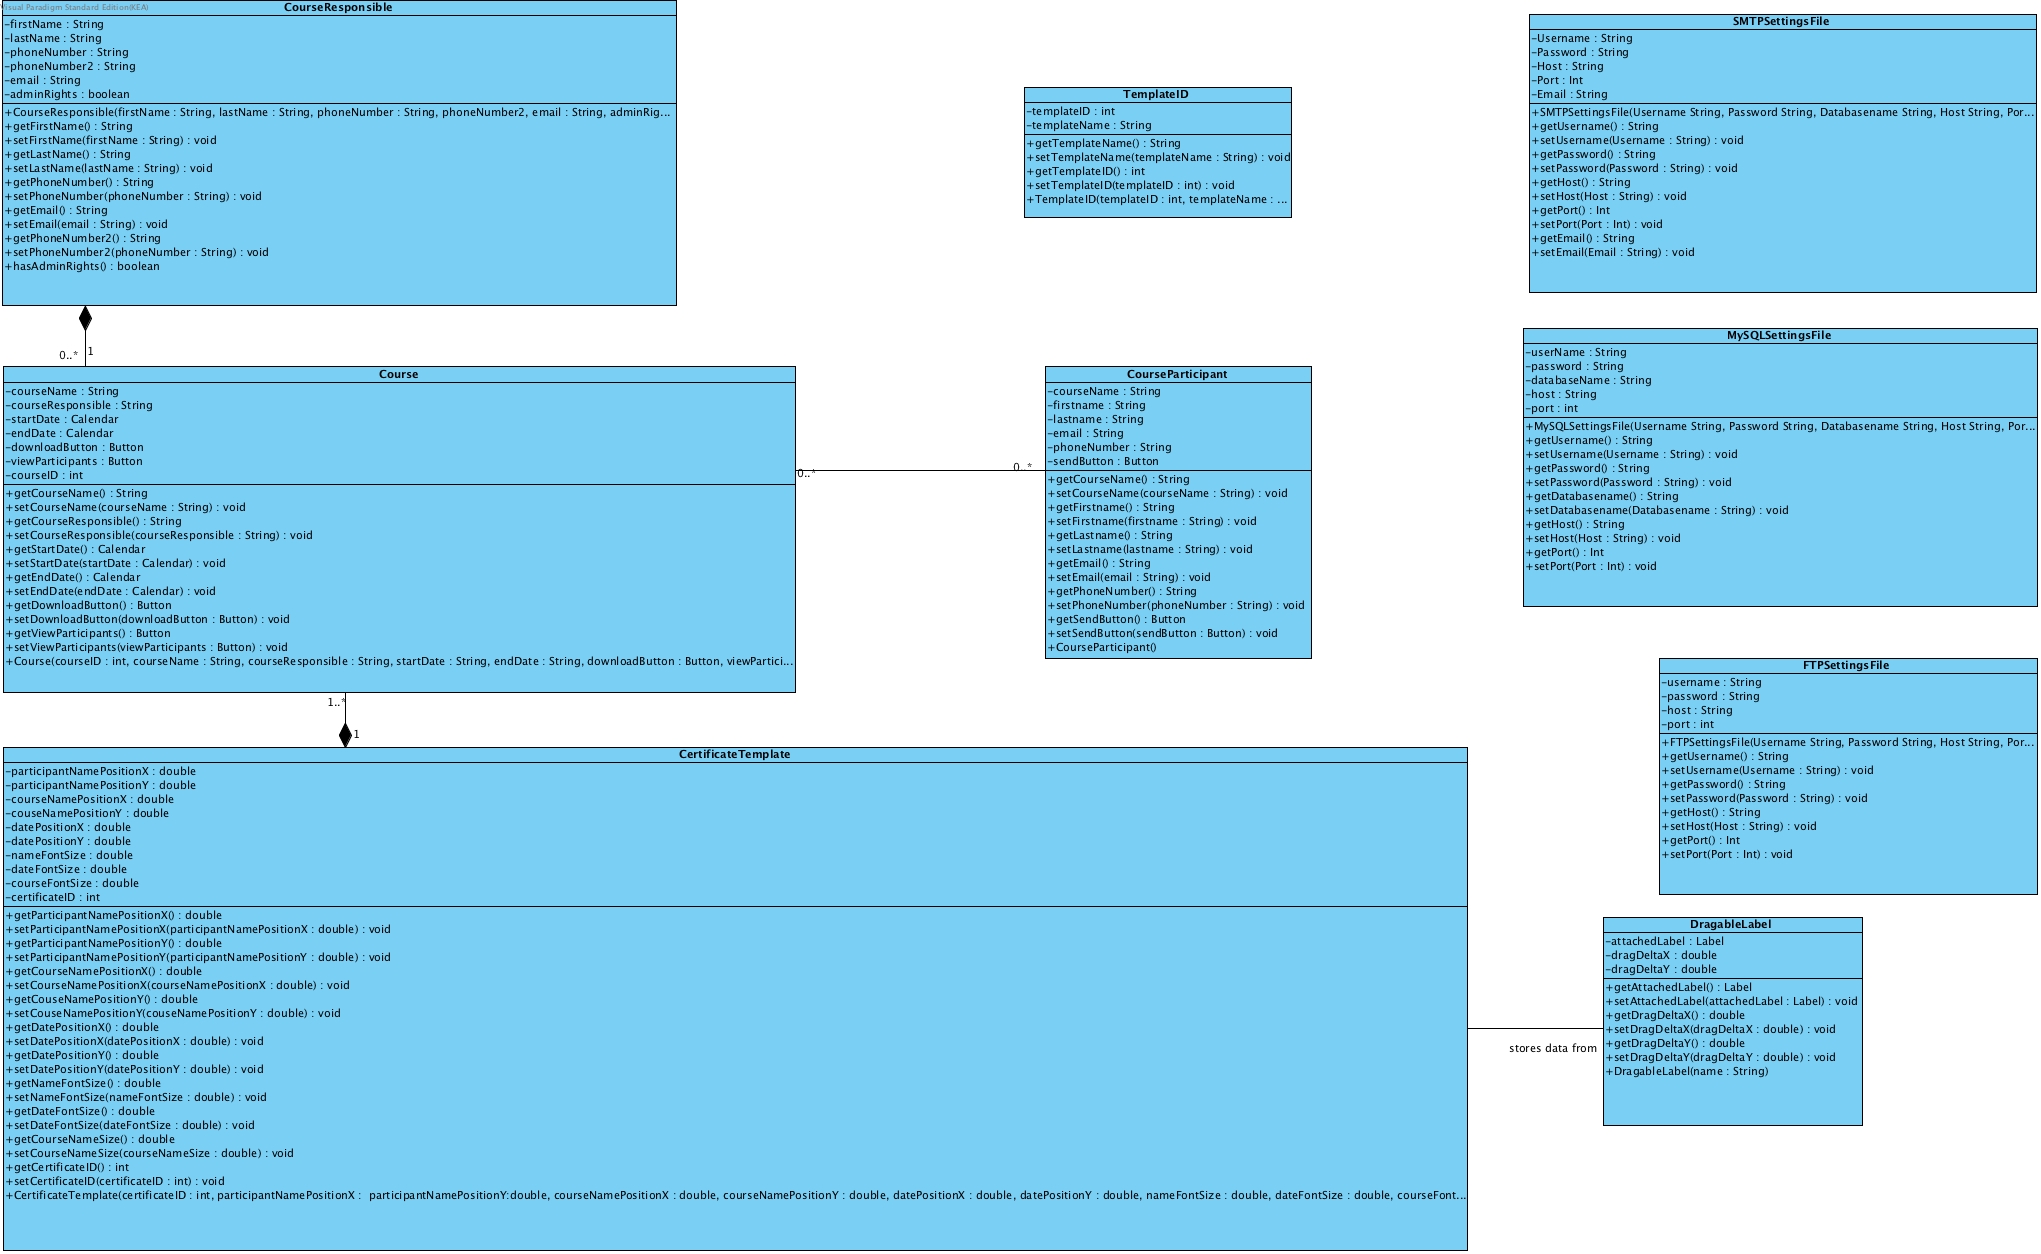 Visual Paradigm Standard Edition(KEA)
CourseResponsible
-firstName : String
-lastName : String
-phoneNumber : String
-phoneNumber2 : String
-email : String
-adminRights : boolean
+CourseResponsible(firstName : String, lastName : String, phoneNumber : String, phoneNumber2, email : String, adminRig...
+getFirstName() : String
+setFirstName(firstName : String) : void
+getLastName() : String
+setLastName(lastName : String) : void
+getPhoneNumber() : String
+setPhoneNumber(phoneNumber : String) : void
+getEmail() : String
+setEmail(email : String) : void
+getPhoneNumber2() : String
+setPhoneNumber2(phoneNumber : String) : void
+hasAdminRights() : boolean
0..*
1
TemplateID
-templateID : int
-templateName : String
+getTemplateName() : String
+setTemplateName(templateName : String) : void
+getTemplateID() : int
+setTemplateID(templateID : int) : void
+TemplateID(templateID : int, templateName : ...
SMTPSettingsFile
-Username : String
-Password : String
-Host : String
-Port : Int
-Email : String
+SMTPSettingsFile(Username String, Password String, Databasename String, Host String, Por...
+getUsername() : String
+setUsername(Username : String) : void
+getPassword() : String
+setPassword(Password : String) : void
+getHost() : String
+setHost(Host : String) : void
+getPort() : Int
+setPort(Port : Int) : void
+getEmail() : String
+setEmail(Email : String) : void
Course
-courseName : String
-courseResponsible : String
-startDate : Calendar
-endDate : Calendar
-downloadButton : Button
-viewParticipants : Button
-courseID : int
+getCourseName() : String
+setCourseName(courseName : String) : void
+getCourseResponsible() : String
+setCourseResponsible(courseResponsible : String) : void
+getStartDate() : Calendar
+setStartDate(startDate : Calendar) : void
+getEndDate() : Calendar
+setEndDate(endDate : Calendar) : void
+getDownloadButton() : Button
+setDownloadButton(downloadButton : Button) : void
+getViewParticipants() : Button
+setViewParticipants(viewParticipants : Button) : void
+Course(courseID : int, courseName : String, courseResponsible : String, startDate : String, endDate : String, downloadButton : Button, viewPartici...
0..*
0..*
CourseParticipant
-courseName : String
-firstname : String
-lastname : String
-email : String
-phoneNumber : String
-sendButton : Button
+getCourseName() : String
+setCourseName(courseName : String) : void
+getFirstname() : String
+setFirstname(firstname : String) : void
+getLastname() : String
+setLastname(lastname : String) : void
+getEmail() : String
+setEmail(email : String) : void
+getPhoneNumber() : String
+setPhoneNumber(phoneNumber : String) : void
+getSendButton() : Button
+setSendButton(sendButton : Button) : void
+CourseParticipant()
MySQLSettingsFile
-userName : String
-password : String
-databaseName : String
-host : String
-port : int
+MySQLSettingsFile(Username String, Password String, Databasename String, Host String, Por...
+getUsername() : String
+setUsername(Username : String) : void
+getPassword() : String
+setPassword(Password : String) : void
+getDatabasename() : String
+setDatabasename(Databasename : String) : void
+getHost() : String
+setHost(Host : String) : void
+getPort() : Int
+setPort(Port : Int) : void
1..*
1
FTPSettingsFile
-username : String
-password : String
-host : String
-port : int
+FTPSettingsFile(Username String, Password String, Host String, Por...
+getUsername() : String
+setUsername(Username : String) : void
+getPassword() : String
+setPassword(Password : String) : void
+getHost() : String
+setHost(Host : String) : void
+getPort() : Int
+setPort(Port : Int) : void
CertificateTemplate
-participantNamePositionX : double
-participantNamePositionY : double
-courseNamePositionX : double
-couseNamePositionY : double
-datePositionX : double
-datePositionY : double
-nameFontSize : double
-dateFontSize : double
-courseFontSize : double
-certificateID : int
+getParticipantNamePositionX() : double
+setParticipantNamePositionX(participantNamePositionX : double) : void
+getParticipantNamePositionY() : double
+setParticipantNamePositionY(participantNamePositionY : double) : void
+getCourseNamePositionX() : double
+setCourseNamePositionX(courseNamePositionX : double) : void
+getCouseNamePositionY() : double
+setCouseNamePositionY(couseNamePositionY : double) : void
+getDatePositionX() : double
+setDatePositionX(datePositionX : double) : void
+getDatePositionY() : double
+setDatePositionY(datePositionY : double) : void
+getNameFontSize() : double
+setNameFontSize(nameFontSize : double) : void
+getDateFontSize() : double
+setDateFontSize(dateFontSize : double) : void
+getCourseNameSize() : double
+setCourseNameSize(courseNameSize : double) : void
+getCertificateID() : int
+setCertificateID(certificateID : int) : void
+CertificateTemplate(certificateID : int, participantNamePositionX :  participantNamePositionY:double, courseNamePositionX : double, courseNamePositionY : double, datePositionX : double, datePositionY : double, nameFontSize : double, dateFontSize : double, courseFont...
stores data from
DragableLabel
-attachedLabel : Label
-dragDeltaX : double
-dragDeltaY : double
+getAttachedLabel() : Label
+setAttachedLabel(attachedLabel : Label) : void
+getDragDeltaX() : double
+setDragDeltaX(dragDeltaX : double) : void
+getDragDeltaY() : double
+setDragDeltaY(dragDeltaY : double) : void
+DragableLabel(name : String)